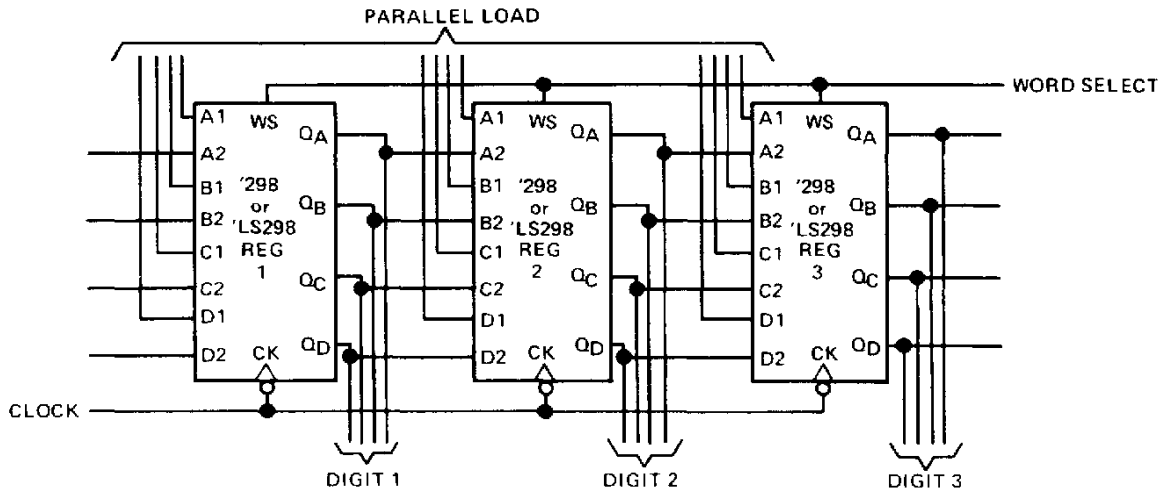 PARALLEL LOAD
WORD SELECT
A1
WS
QA
A2
B1
'298
or
'LS298
REG
1
QB
B2
C1
QC
C2
D1
QD
D2
CK
A1
WS
QA
A2
B1
'298
or
'LS298
REG
2
QB
B2
C1
QC
C2
D1
QD
D2
CK
A1
WS
QA
A2
B1
'298
or
'LS298
REG
3
QB
B2
C1
QC
C2
D1
QD
D2
CK
CLOCK
DIGIT 1
DIGIT 2
DIGIT 3